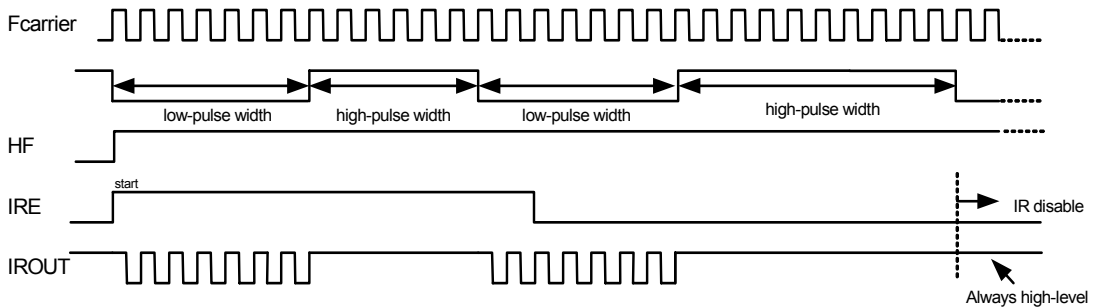 Fcarrier
low-pulse width
high-pulse width
low-pulse width
high-pulse width
HF
start
IRE
IR disable
IROUT
Always high-level